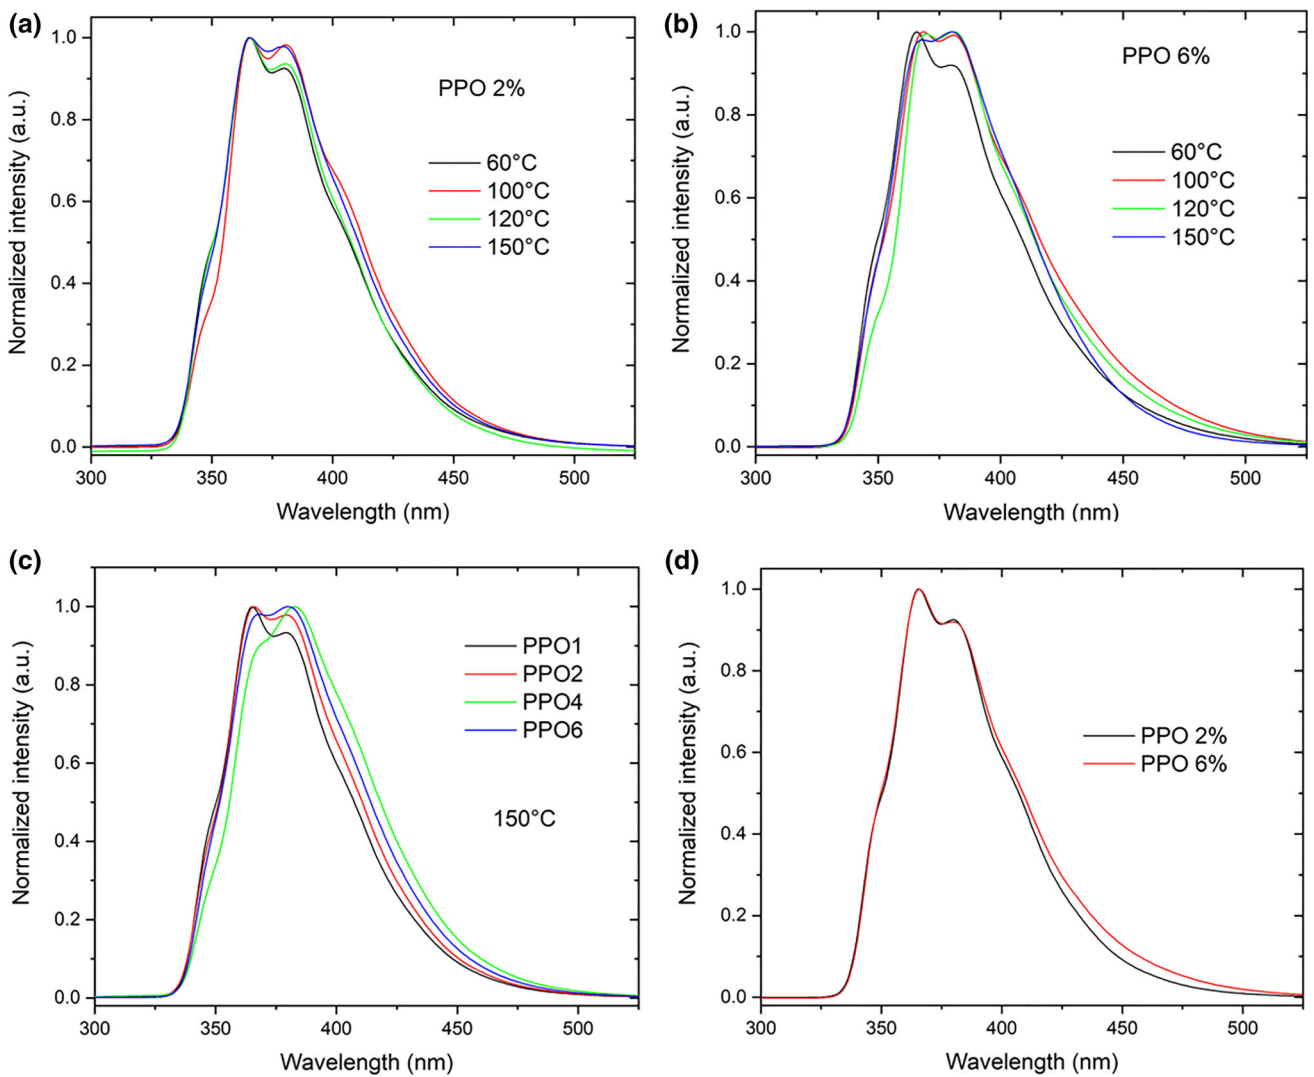 (a)
PPO 2%
60°C
100°C
120°C
150°C
1.0
0.8
0.6
0.4
0.2
0.0
300
350
400
450
500
Normalized intensity (a.u.)
Wavelength (nm)
(b)
PPO 6%
60°C
100°C
120°C
150°C
1.0
0.8
0.6
0.4
0.2
0.0
300
350
400
450
500
Normalized intensity (a.u.)
Wavelength (nm)
(c)
PPO1
PPO2
PPO4
PPO6
150°C
1.0
0.8
0.6
0.4
0.2
0.0
300
350
400
450
500
Normalized intensity (a.u.)
Wavelength (nm)
(d)
PPO 2%
PPO 6%
1.0
0.8
0.6
0.4
0.2
0.0
300
350
400
450
500
Normalized intensity (a.u.)
Wavelength (nm)